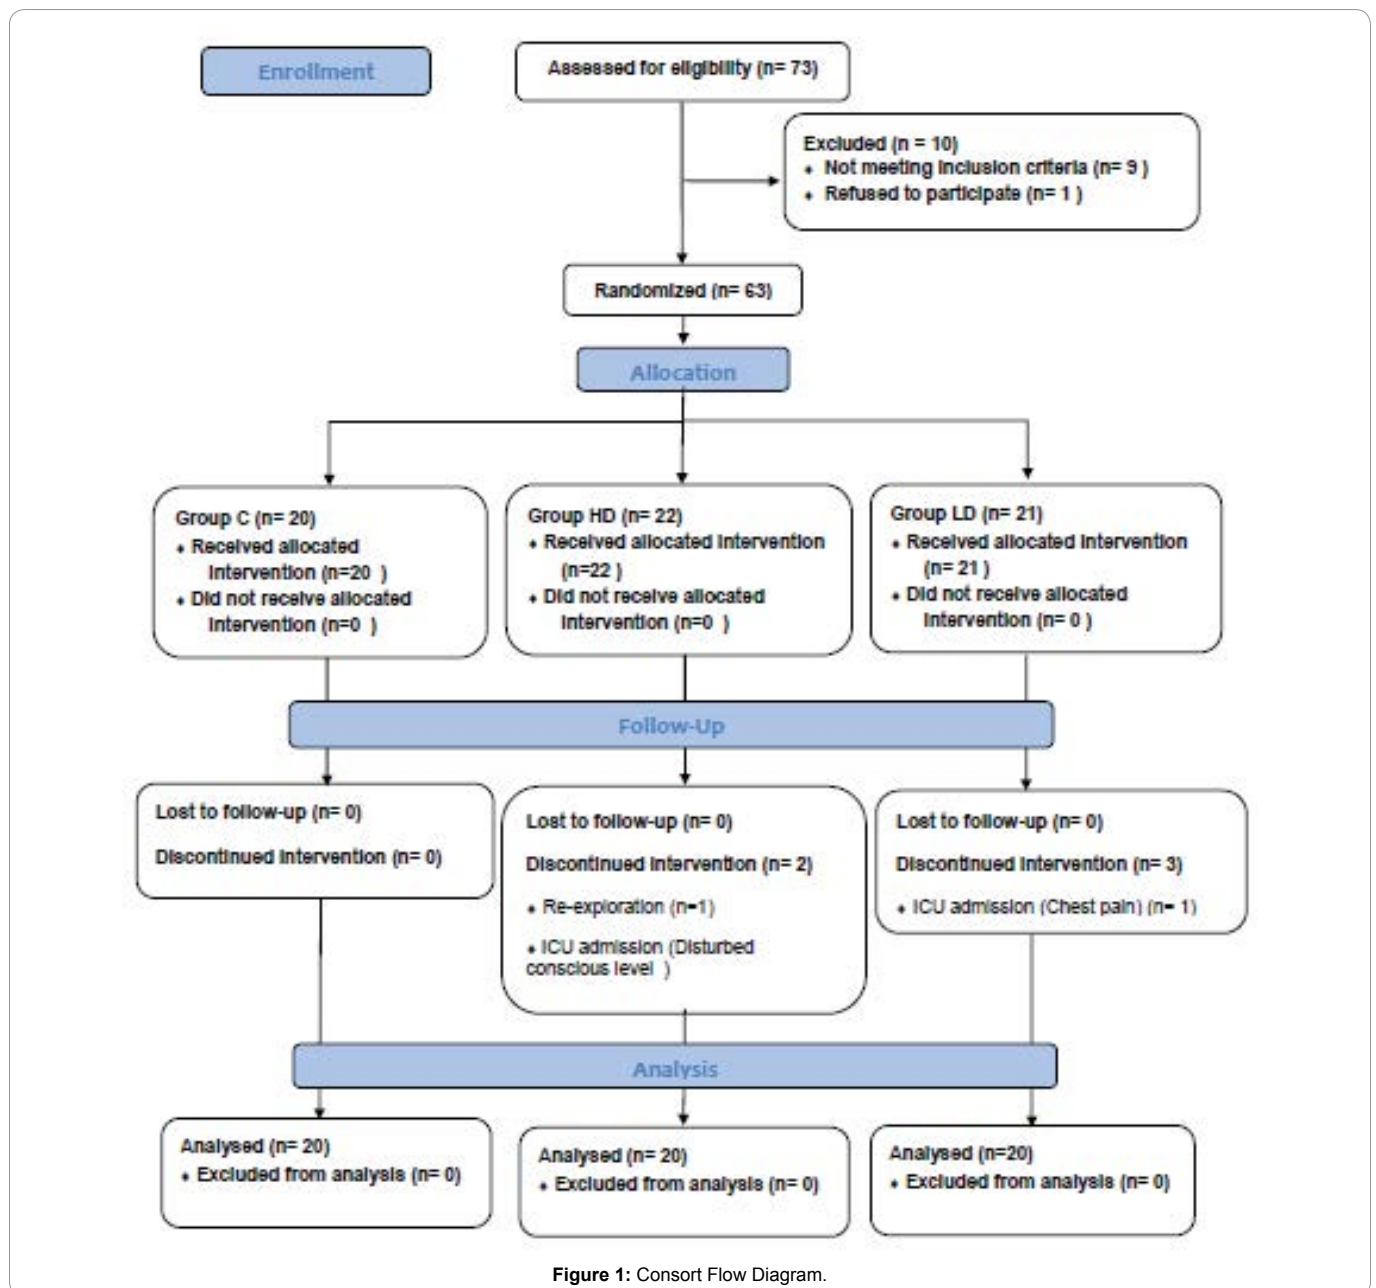 Enrollment
Assessed for eligibility (n= 73)
Excluded (n = 10)
♦ Not meeting inclusion criteria (n= 9 )
♦ Refused to participate (n= 1 )
Randomized (n= 63)
Allocation
Group C (n= 20)
♦ Received allocated
intervention (n=20 )
♦ Did not receive allocated
intervention (n=0 )
Group HD (n= 22)
♦ Received allocated intervention
(n=22 )
♦ Did not receive allocated
intervention (n=0 )
Group LD (n= 21)
♦ Received allocated intervention
(n= 21 )
♦ Did not receive allocated
intervention (n= 0 )
Follow-Up
Lost to follow-up (n= 0)
Discontinued intervention (n= 0)
Lost to follow-up (n= 0)
Discontinued intervention (n= 2)
♦ Re-exploration (n=1)
♦ ICU admission (Disturbed
conscious level )
Lost to follow-up (n= 0)
Discontinued intervention (n= 3)
♦ ICU admission (Chest pain) (n= 1)
Analysis
Analysed (n= 20)
♦ Excluded from analysis (n= 0)
Analysed (n= 20)
♦ Excluded from analysis (n= 0)
Analysed (n=20)
♦ Excluded from analysis (n= 0)
Figure 1: Consort Flow Diagram.